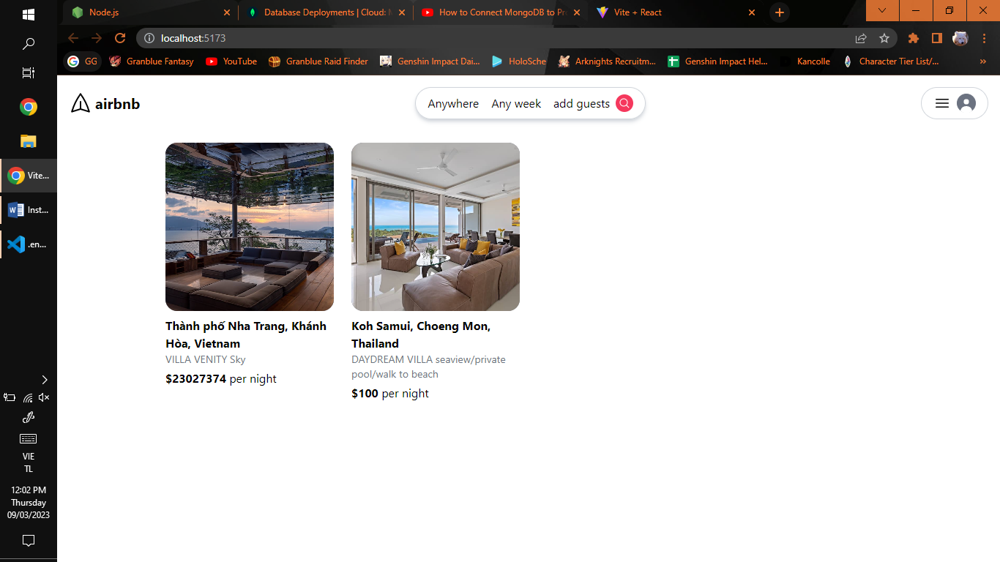 Node.js
Database Deployments | Cloud: M
How to Connect MongoDB to Pr
Vite + React
localhost:5173
GG
Granblue Fantasy
YouTube
Granblue Raid Finder
Genshin Impact Dai...
HoloSche
Arknights Recruitm...
Genshin Impact Hel...
Kancolle
Character Tier List/...
»
airbnb
Anywhere
Any week
add guests
Vite...
Inst...
.en...
Thành phố Nha Trang, Khánh
Hòa, Vietnam
VILLA VENITY Sky
$23027374 per night
Koh Samui, Choeng Mon,
Thailand
DAYDREAM VILLA seaview/private
pool/walk to beach
$100 per night
VIE
TL
12:02 PM
Thursday
09/03/2023